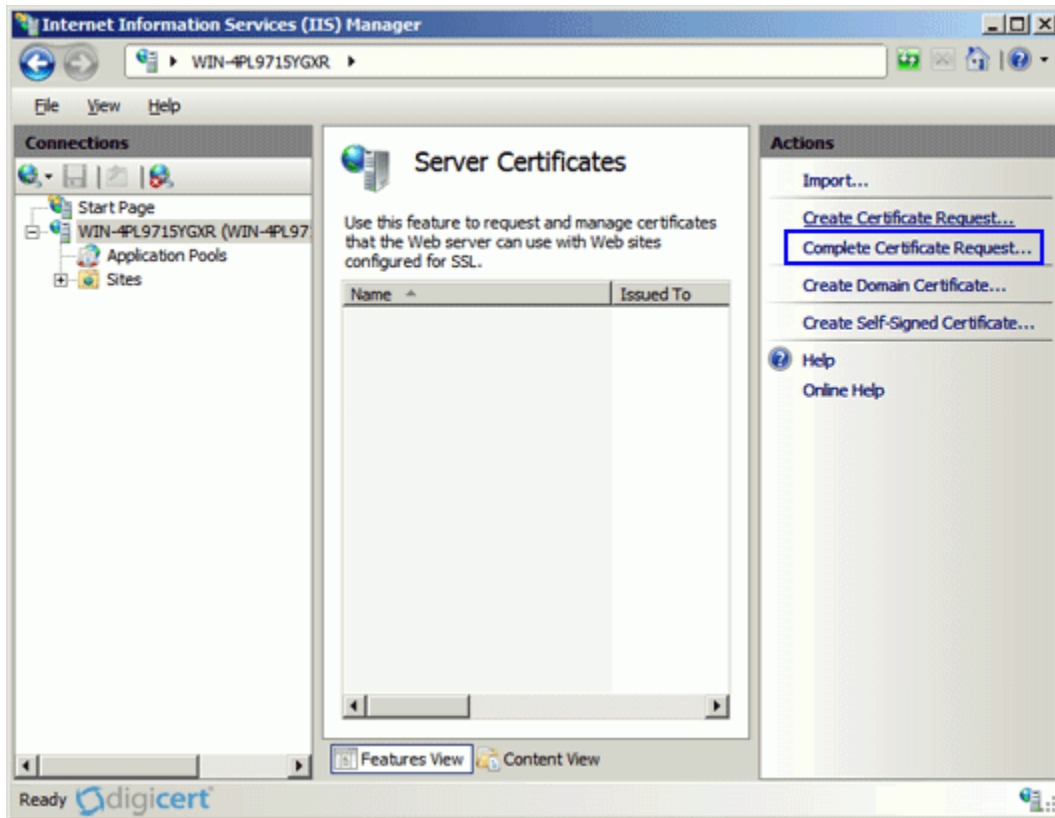 Internet Information Services (IIS) Manager
WIN-4PL9715YGXR
File View Help
Connections
Start Page
WIN-4PL9715YGXR (WIN-4PL97
Application Pools
Sites
Server Certificates
Use this feature to request and manage certificates
that the Web server can use with Web sites
configured for SSL.
Name Issued To
Features View Content View
Actions
Import...
Create Certificate Request...
Complete Certificate Request...
Create Domain Certificate...
Create Self-Signed Certificate...
Help
Online Help
Ready digicert